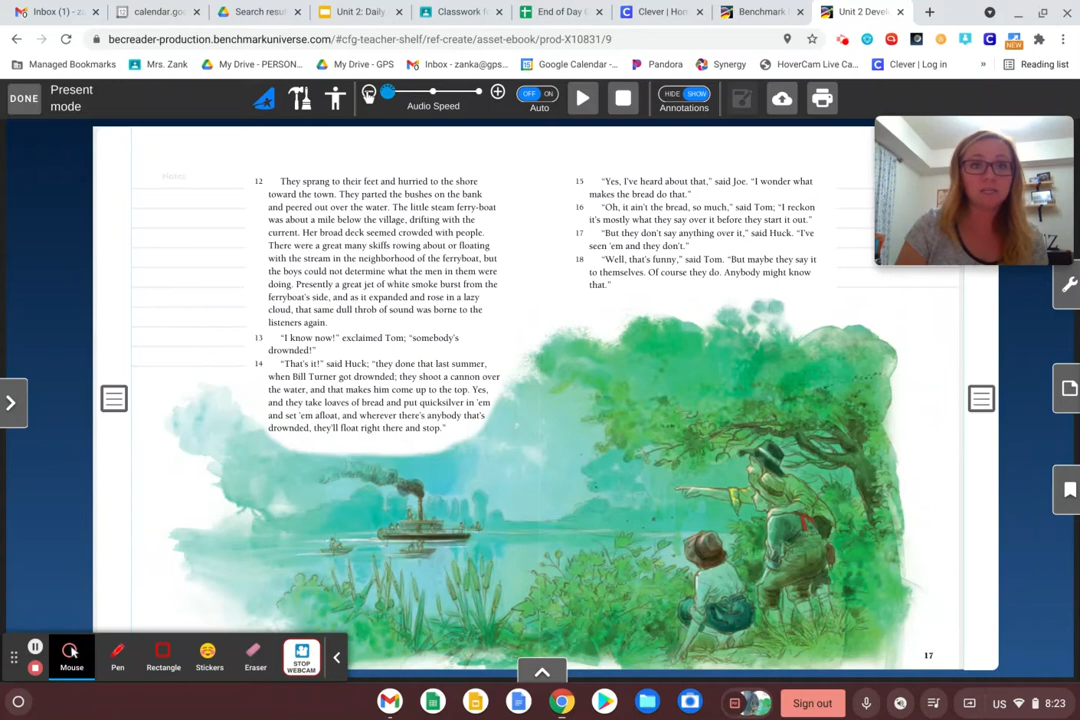 Inbox (1) - zc
calendar.goo
Search resu
Unit 2: Daily
Classwork f
End of Day C
Clever | Hom
Benchmark
Unit 2 Devel
becreader-production.benchmarkuniverse.com/#cfg-teacher-shelf/ref-create/asset-ebook/prod-X10831/9
NEW
Managed Bookmarks
Mrs. Zank
My Drive - PERSON...
My Drive - GPS
Inbox - zanka@gps...
Google Calendar -...
Pandora
Synergy
HoverCam Live Ca...
Clever | Log in
»
Reading list
DONE
Present
mode
Audio Speed
OFF ON
Auto
HIDE SHOW
Annotations
Notes:
12 They sprang to their feet and hurried to the shore
toward the town. They parted the bushes on the bank
and peered out over the water. The little steam ferry-boat
was about a mile below the village, drifting with the
current. Her broad deck seemed crowded with people.
There were a great many skiffs rowing about or floating
with the stream in the neighborhood of the ferryboat, but
the boys could not determine what the men in them were
doing. Presently a great jet of white smoke burst from the
ferryboat's side, and as it expanded and rose in a lazy
cloud, that same dull throb of sound was borne to the
listeners again.
13 “I know now!” exclaimed Tom; “somebody's
drownded!”
14 “That's it!” said Huck; “they done that last summer,
when Bill Turner got drownded; they shoot a cannon over
the water, and that makes him come up to the top. Yes,
and they take loaves of bread and put quicksilver in 'em
and set 'em afloat, and wherever there's anybody that's
drownded, they'll float right there and stop.”
15 “Yes, I've heard about that,” said Joe. “I wonder what
makes the bread do that.”
16 “Oh, it ain't the bread, so much,” said Tom; “I reckon
it's mostly what they say over it before they start it out.”
17 “But they don't say anything over it,” said Huck. “I've
seen 'em and they don't.”
18 “Well, that's funny,” said Tom. “But maybe they say it
to themselves. Of course they do. Anybody might know
that.”
17
Mouse
Pen
Rectangle
Stickers
Eraser
STOP
WEBCAM
Sign out
US
8:23